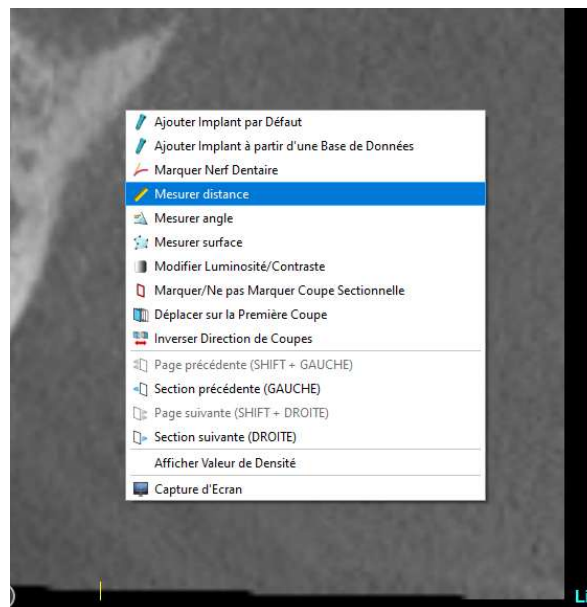 Ajouter Implant par Défaut
Ajouter Implant à partir d'une Base de Données
Marquer Nerf Dentaire
Mesurer distance
Mesurer angle
Mesurer surface
Modifier Luminosité/Contraste
Marquer/Ne pas Marquer Coupe Sectionnelle
Déplacer sur la Première Coupe
Inverser Direction de Coupes
Page précédente (SHIFT + GAUCHE)
Section précédente (GAUCHE)
Page suivante (SHIFT + DROITE)
Section suivante (DROITE)
Afficher Valeur de Densité
Capture d'Ecran